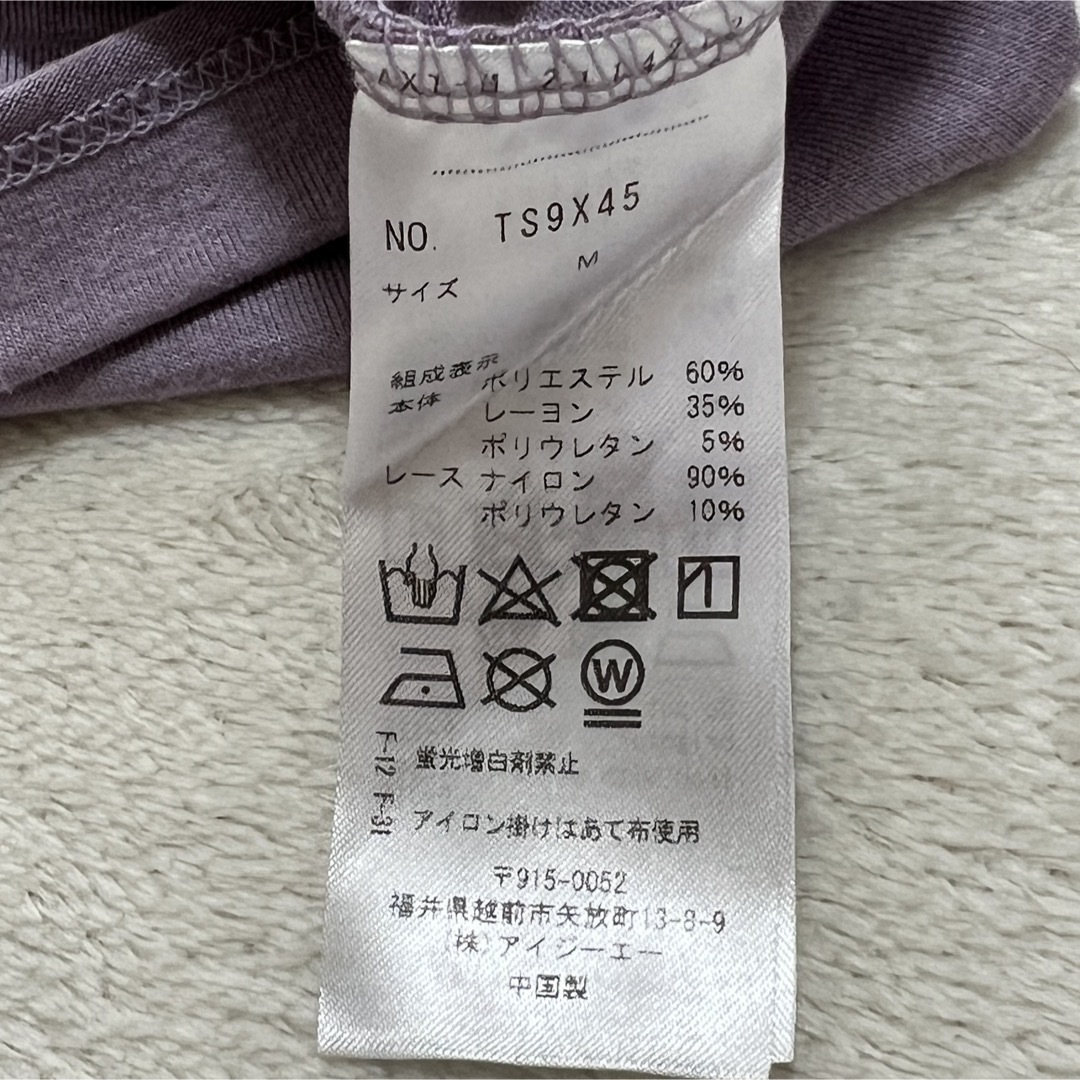 NO. TS9X45
サイズ M
組成表示
本体 ポリエステル 60%
レーヨン 35%
ポリウレタン 5%
レース ナイロン 90%
ポリウレタン 10%
W
F-12 蛍光増白剤禁止
F-31 アイロン掛けはあて布使用
〒915-0052
福井県越前市矢放町13-8-9
(株)アイジーエー
中国製